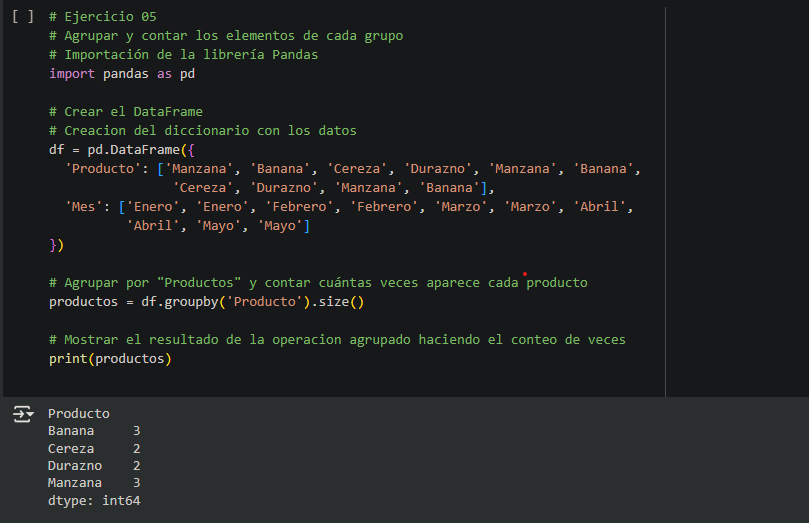 [ ] # Ejercicio 05
# Agrupar y contar los elementos de cada grupo
# Importación de la librería Pandas
import pandas as pd
# Crear el DataFrame
# Creacion del diccionario con los datos
df = pd.DataFrame({
  'Producto': ['Manzana', 'Banana', 'Cereza', 'Durazno', 'Manzana', 'Banana',
                'Cereza', 'Durazno', 'Manzana', 'Banana'],
  'Mes': ['Enero', 'Enero', 'Febrero', 'Febrero', 'Marzo', 'Marzo', 'Abril',
          'Abril', 'Mayo', 'Mayo']
})
# Agrupar por "Productos" y contar cuántas veces aparece cada producto
productos = df.groupby('Producto').size()
# Mostrar el resultado de la operacion agrupado haciendo el conteo de veces
print(productos)
Producto
Banana     3
Cereza     2
Durazno    2
Manzana    3
dtype: int64